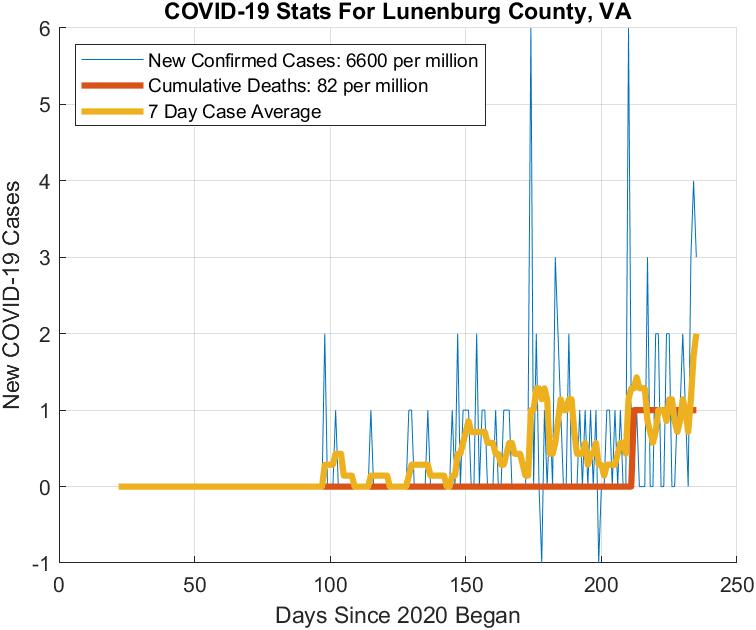 COVID-19 Stats For Lunenburg County, VA
New Confirmed Cases: 6600 per million
Cumulative Deaths: 82 per million
7 Day Case Average
New COVID-19 Cases
6
5
4
3
2
1
0
-1
0 50 100 150 200 250
Days Since 2020 Began